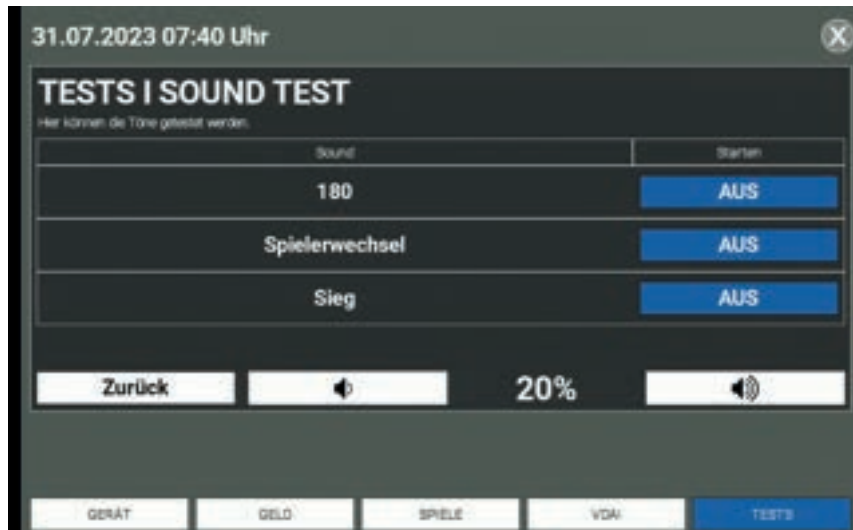 31.07.2023 07:40 Uhr
X
TESTS I SOUND TEST
Hier können die Töne getestet werden.
Sound Starten
180 AUS
Spielerwechsel AUS
Sieg AUS
Zurück 20%
GERÄT GELD SPIELE VDAI TESTS